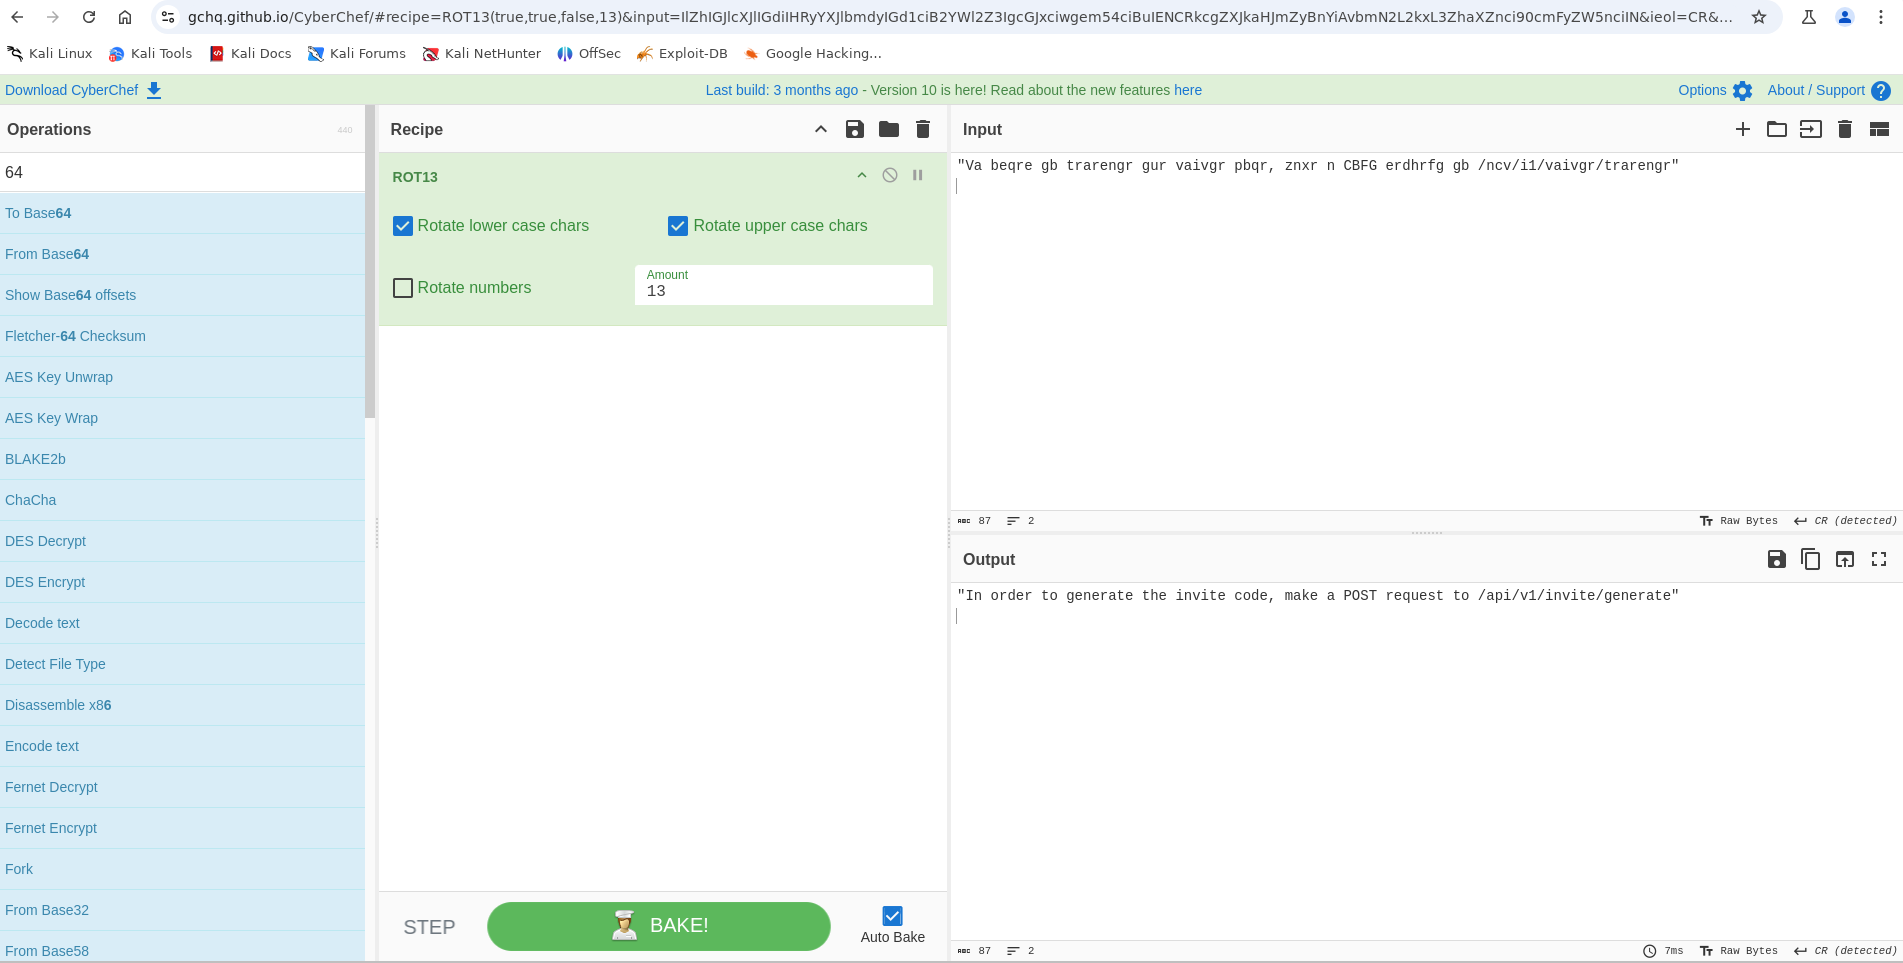 gchq.github.io/CyberChef/#recipe=ROT13(true,true,false,13)&input=IlZhIGJlcXJlIGdiIHRyYXJlbmdyIGd1ciB2YWl2Z3IgcGJxciwgem54ciBuIENCRkcgZXJkaHJmZyBnYiAvbmN2L2kxL3ZhaXZnci90cmFyZW5nciIN&ieol=CR&...
Kali Linux Kali Tools Kali Docs Kali Forums Kali NetHunter OffSec Exploit-DB Google Hacking...
Download CyberChef
Last build: 3 months ago - Version 10 is here! Read about the new features here
Options About / Support
Operations 440
64
To Base64
From Base64
Show Base64 offsets
Fletcher-64 Checksum
AES Key Unwrap
AES Key Wrap
BLAKE2b
ChaCha
DES Decrypt
DES Encrypt
Decode text
Detect File Type
Disassemble x86
Encode text
Fernet Decrypt
Fernet Encrypt
Fork
From Base32
From Base58
Recipe
ROT13
Rotate lower case chars Rotate upper case chars
Rotate numbers
Amount
13
STEP BAKE! Auto Bake
Input
"Va beqre gb trarengr gur vaivgr pbqr, znxr n CBFG erdhrfg gb /ncv/i1/vaivgr/trarengr"
ABC 87 2 Raw Bytes CR (detected)
Output
"In order to generate the invite code, make a POST request to /api/v1/invite/generate"
ABC 87 2 7ms Raw Bytes CR (detected)